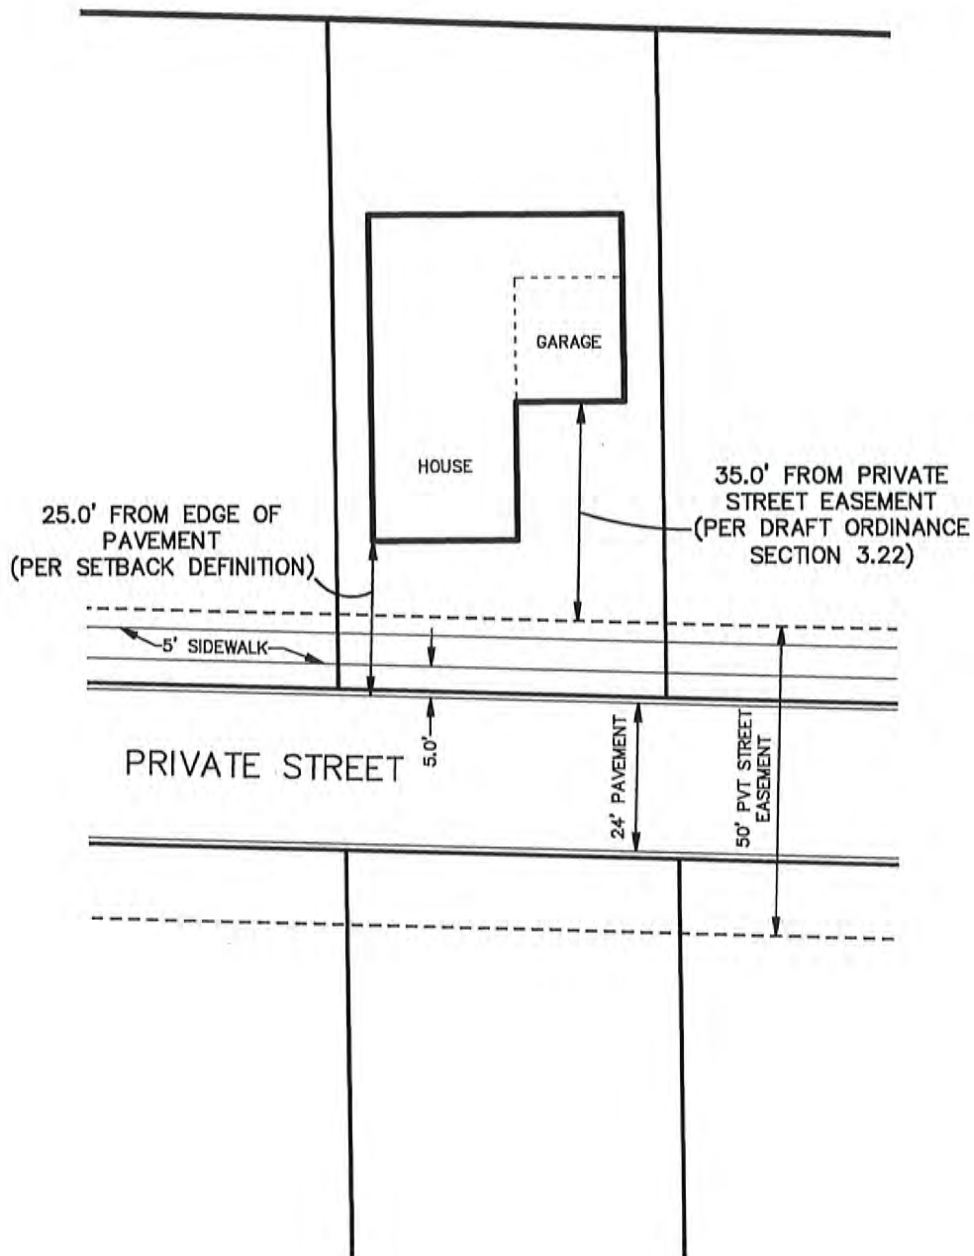 GARAGE
HOUSE
35.0' FROM PRIVATE
STREET EASEMENT
(PER DRAFT ORDINANCE
SECTION 3.22)
25.0' FROM EDGE OF
PAVEMENT
(PER SETBACK DEFINITION)
5' SIDEWALK
PRIVATE STREET
5.0'
24' PAVEMENT
50' PVT STREET
EASEMENT